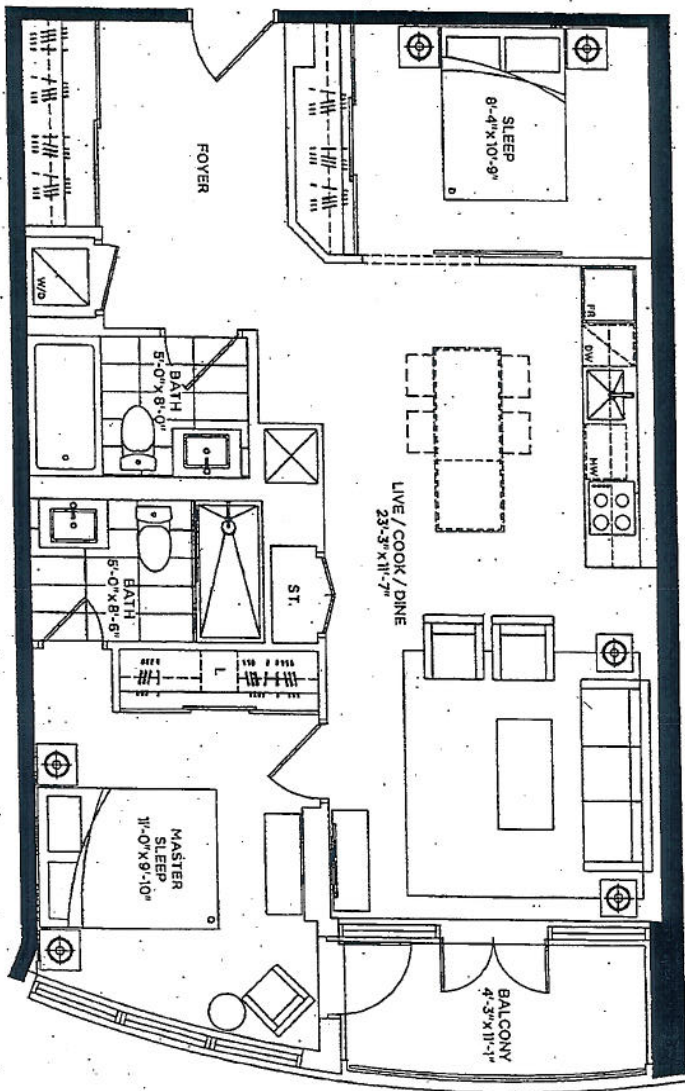 SLEEP
8'-4"x10'-9"
D
FOYER
W/D
FR
DW
MW
BATH
5'-0"x8'-0"
LIVE / COOK / DINE
23'-3"x11'-7"
BATH
5'-0"x8'-6"
ST.
L
MASTER
SLEEP
11'-0"x9'-10"
Q
BALCONY
4'-3"x11'-1"